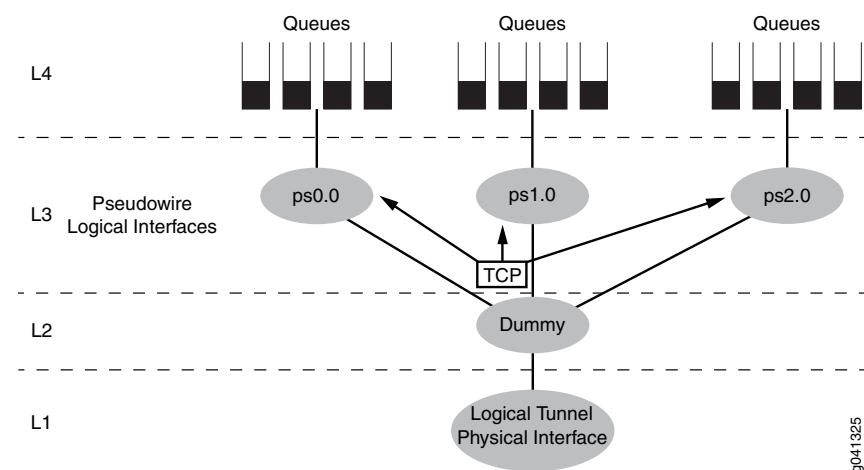 Queues
Queues
Queues
L4
L3
Pseudowire
Logical Interfaces
ps0.0
ps1.0
ps2.0
TCP
L2
Dummy
L1
Logical Tunnel
Physical Interface
g041325